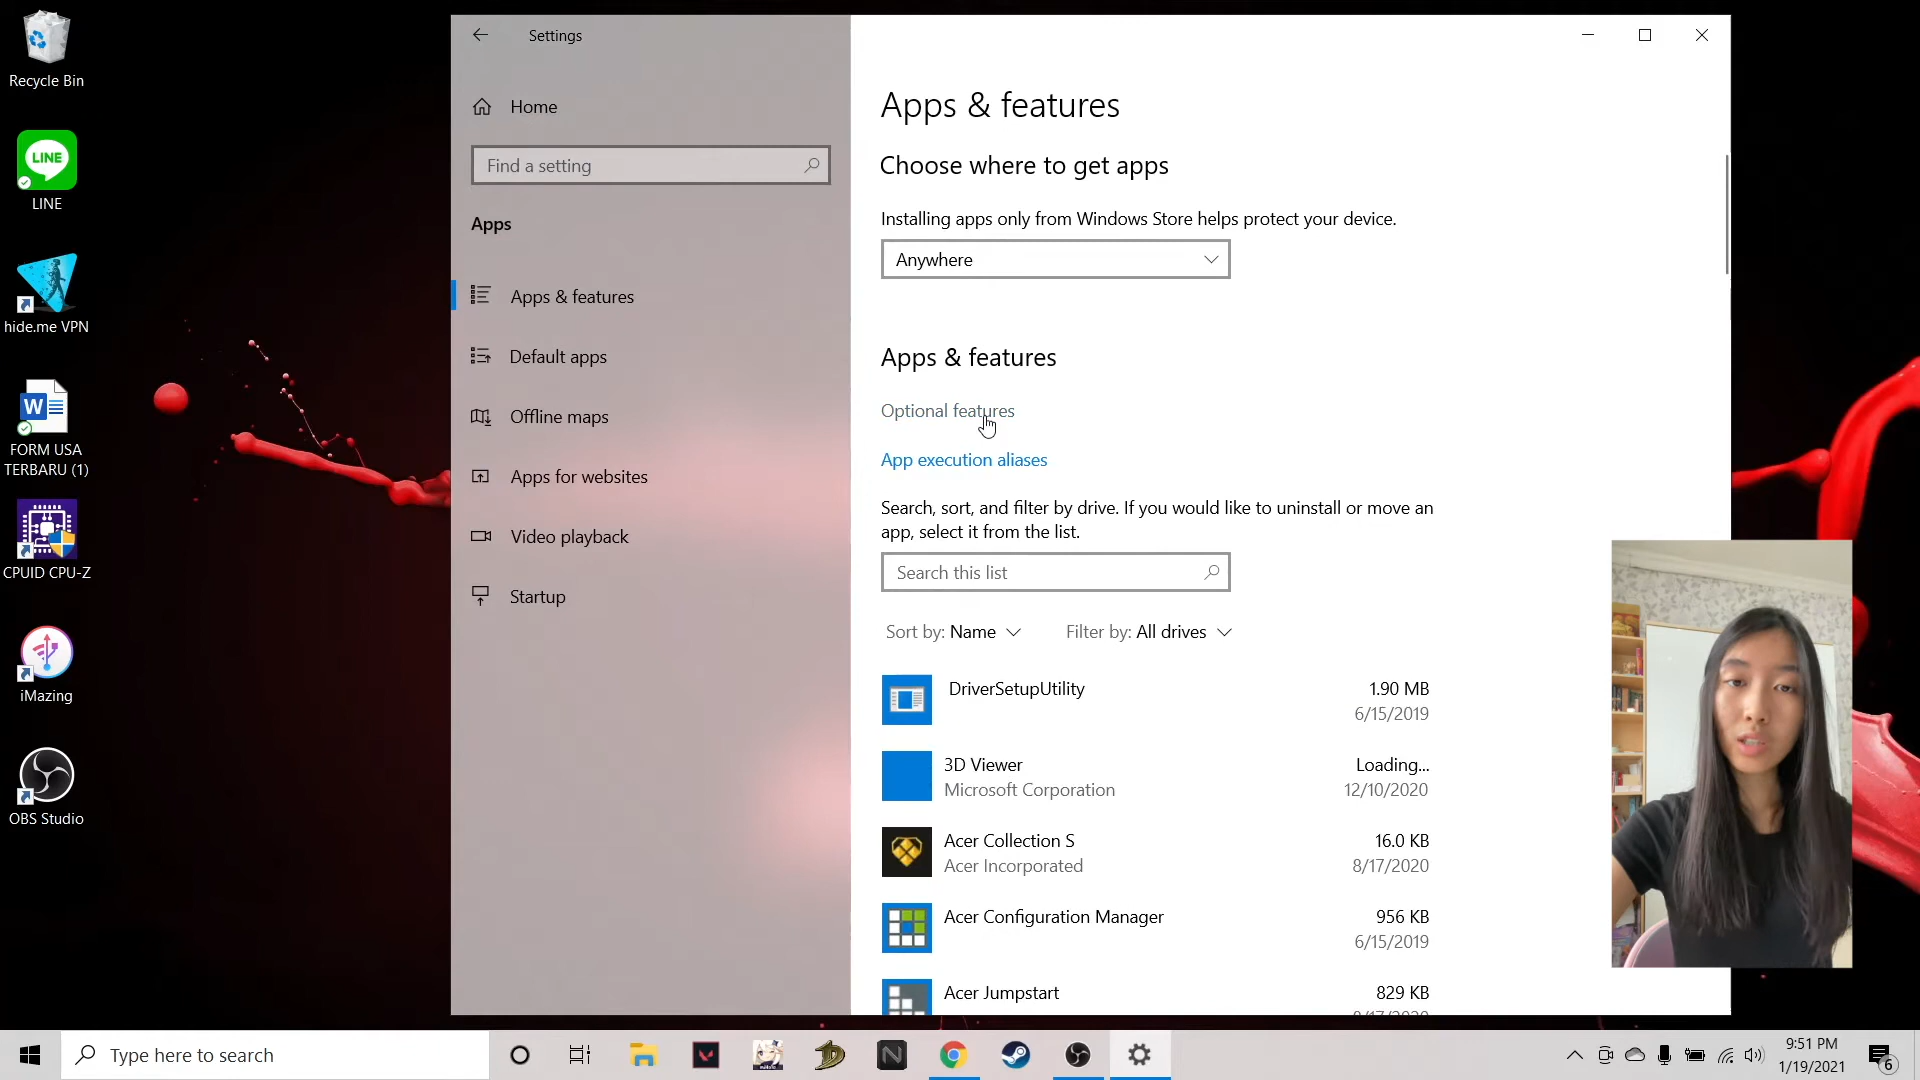 Recycle Bin
LINE
LINE
hide.me VPN
W
FORM USA
TERBARU (1)
CPUID CPU-Z
iMazing
OBS Studio
Settings
Home
Find a setting
Apps
Apps & features
Default apps
Offline maps
Apps for websites
Video playback
Startup
Apps & features
Choose where to get apps
Installing apps only from Windows Store helps protect your device.
Anywhere
Apps & features
Optional features
App execution aliases
Search, sort, and filter by drive. If you would like to uninstall or move an
app, select it from the list.
Search this list
Sort by: Name
Filter by: All drives
DriverSetupUtility
1.90 MB
6/15/2019
3D Viewer
Loading...
Microsoft Corporation
12/10/2020
Acer Collection S
16.0 KB
Acer Incorporated
8/17/2020
Acer Configuration Manager
956 KB
6/15/2019
Acer Jumpstart
829 KB
8/17/2020
Type here to search
N
9:51 PM
1/19/2021
6